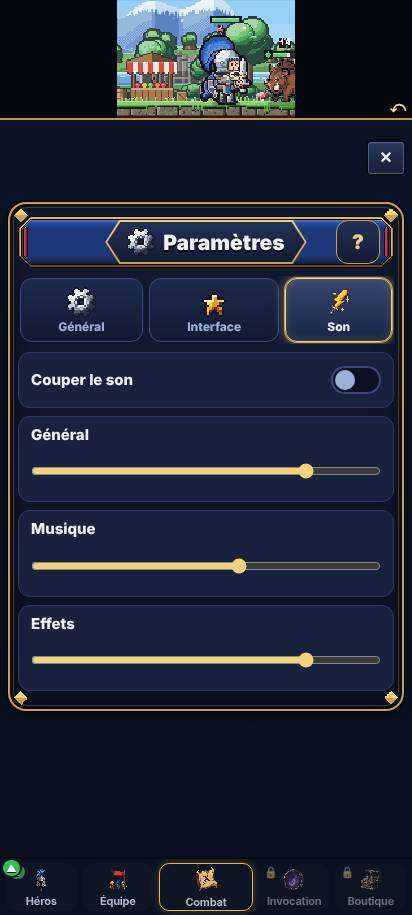 ×
Paramètres
?
Général
Interface
Son
Couper le son
Général
Musique
Effets
Héros
Équipe
Combat
Invocation
Boutique